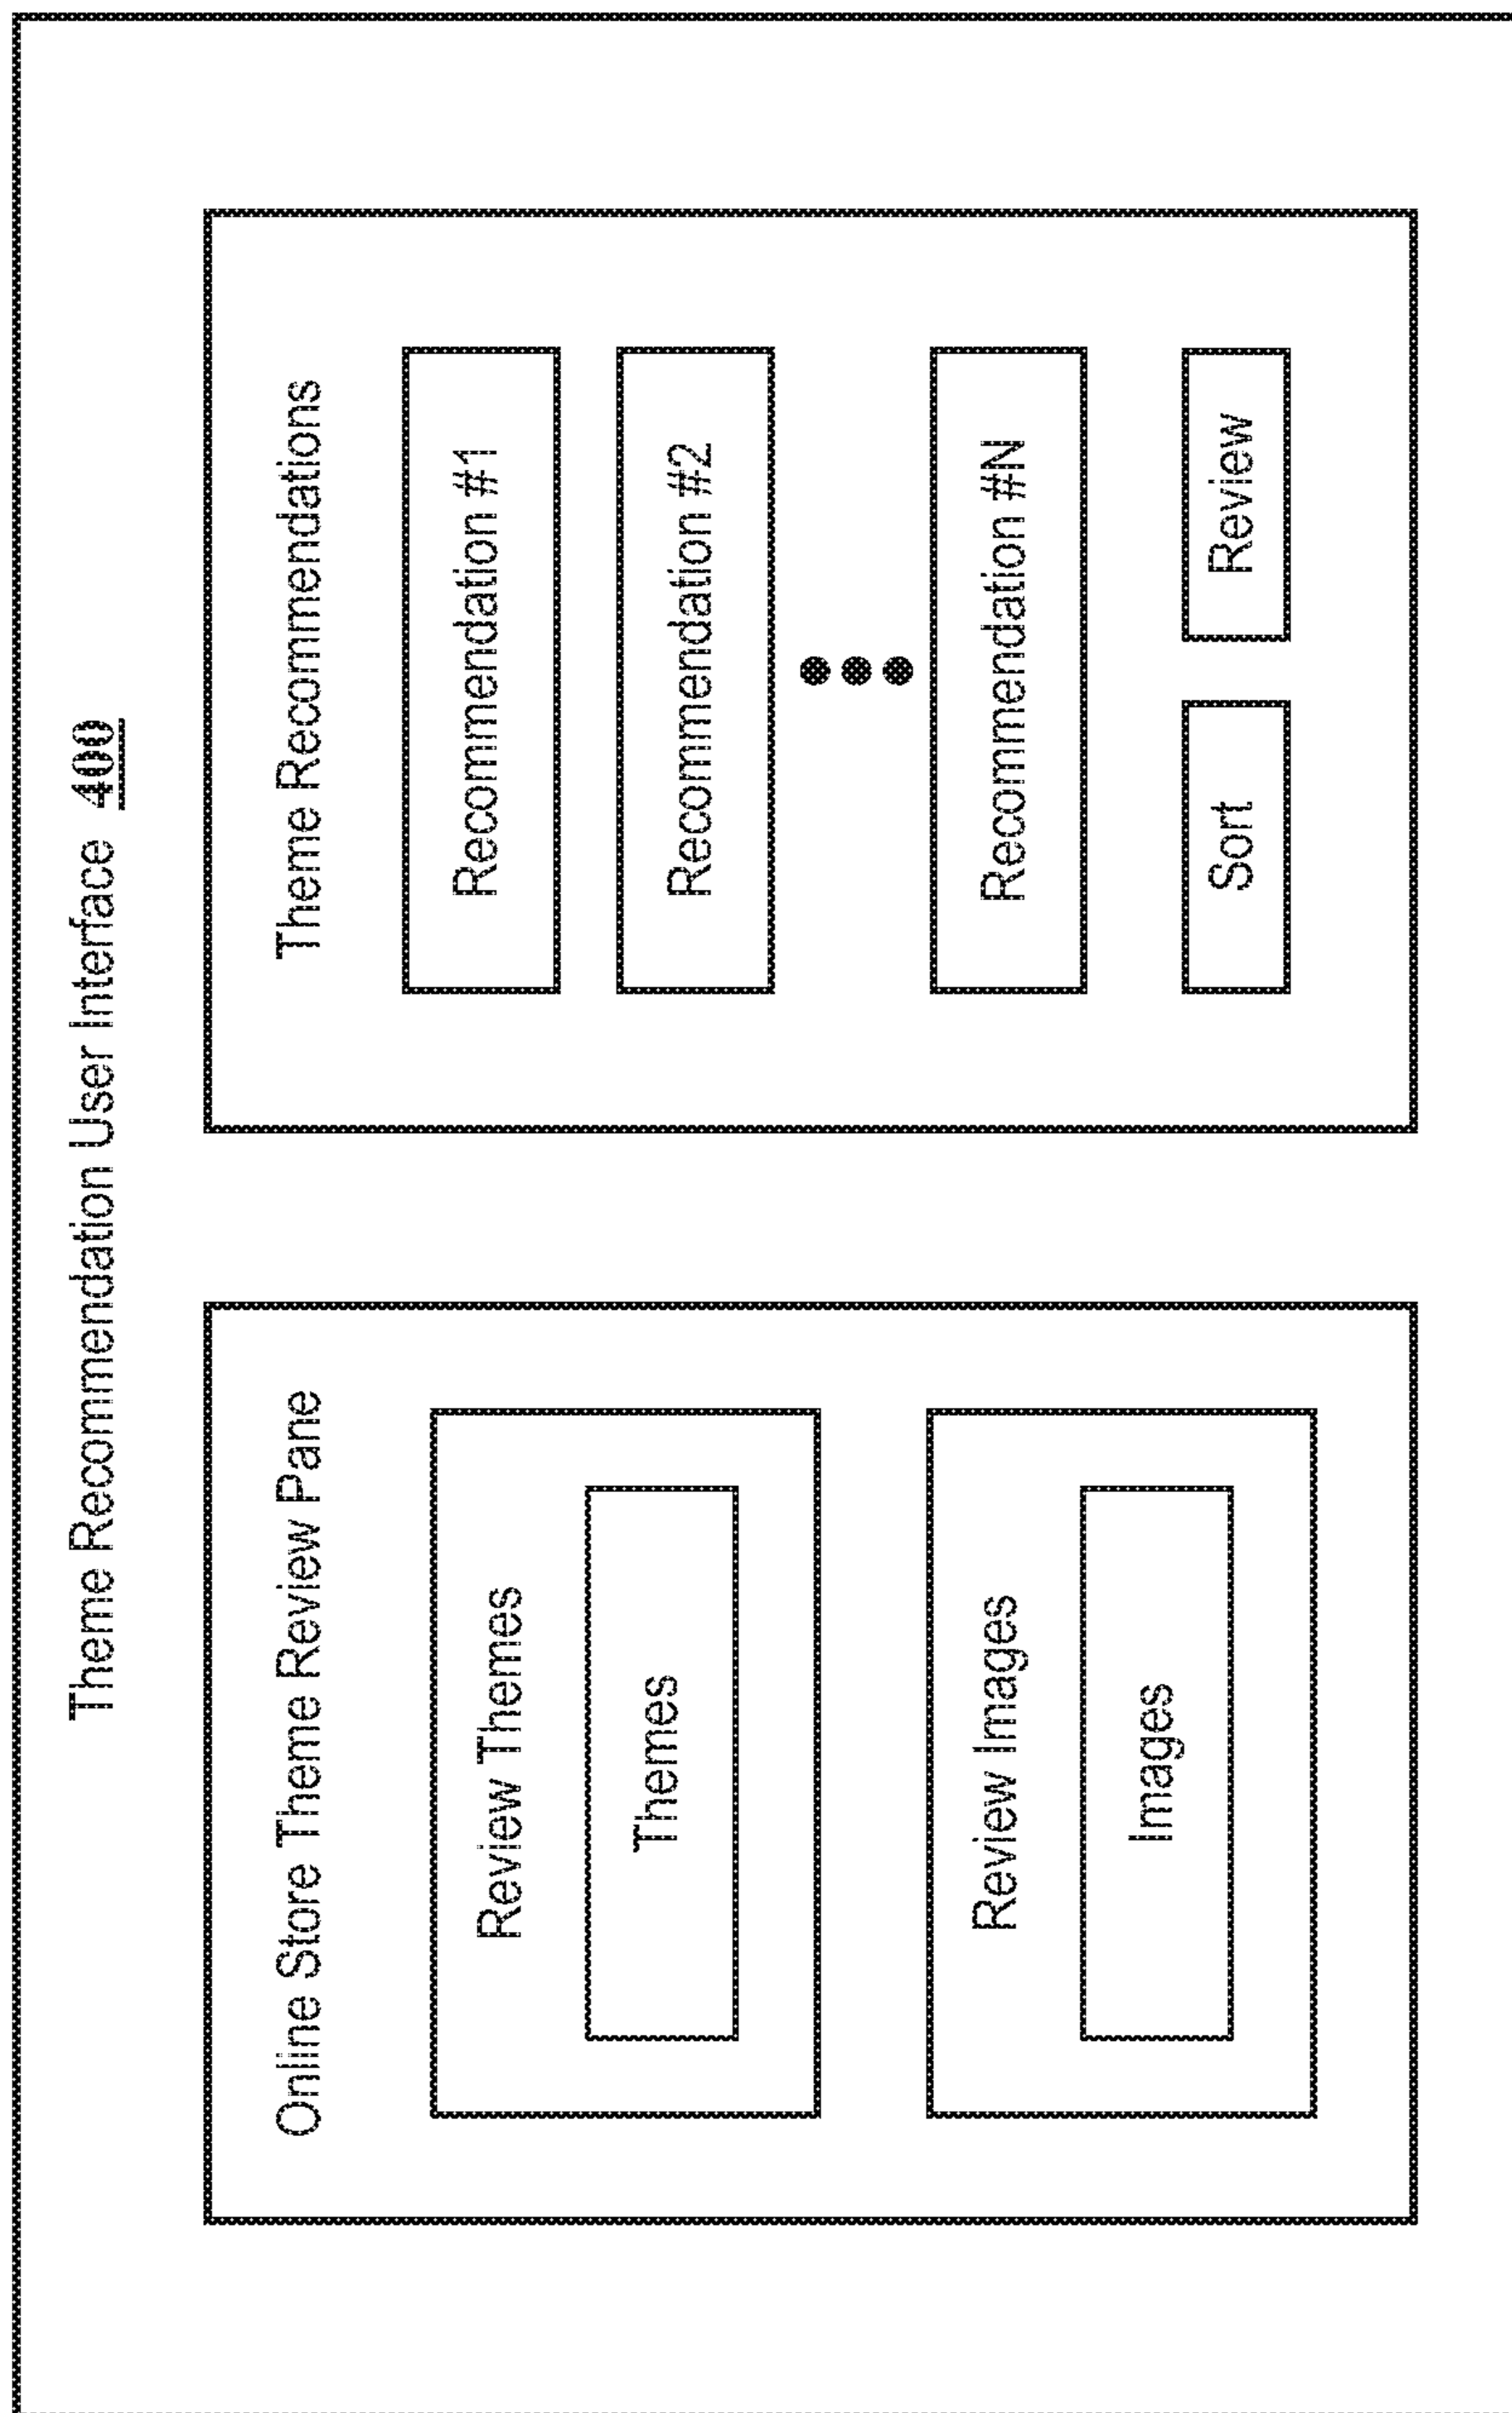 Theme Recommendation User Interface 400
Online Store Theme Review Pane
Review Themes
Themes
Review Images
Images
Theme Recommendations
Recommendation #1
Recommendation #2
Recommendation #N
Sort
Review